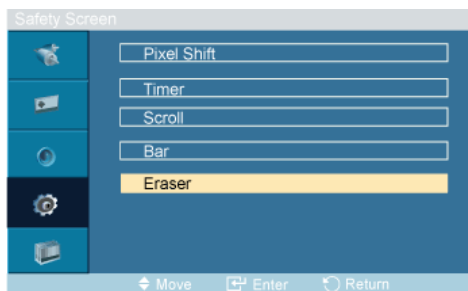 Safety Screen
Pixel Shift
Timer
Scroll
Bar
Eraser
Move Enter Return